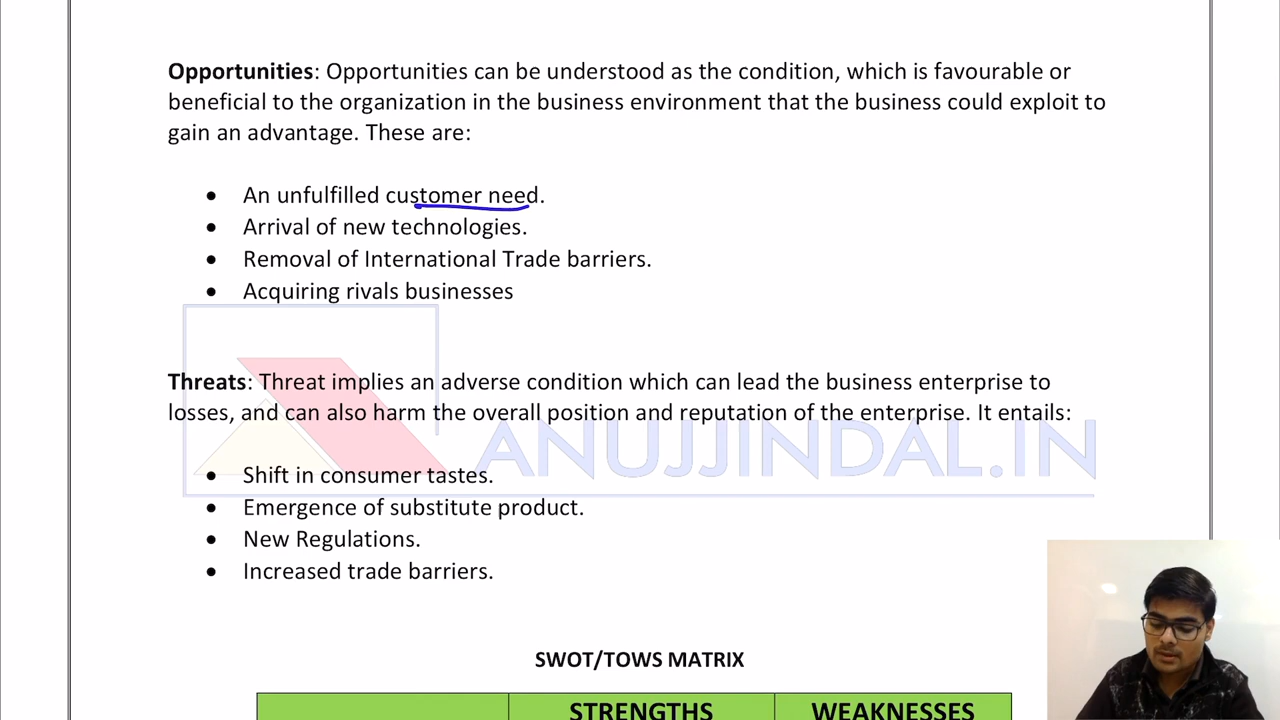 Opportunities: Opportunities can be understood as the condition, which is favourable or
beneficial to the organization in the business environment that the business could exploit to
gain an advantage. These are:
• An unfulfilled customer need.
• Arrival of new technologies.
• Removal of International Trade barriers.
• Acquiring rivals businesses
Threats: Threat implies an adverse condition which can lead the business enterprise to
losses, and can also harm the overall position and reputation of the enterprise. It entails:
ANUJJINDAL.IN
• Shift in consumer tastes.
• Emergence of substitute product.
• New Regulations.
• Increased trade barriers.
SWOT/TOWS MATRIX
STRENGTHS WEAKNESSES